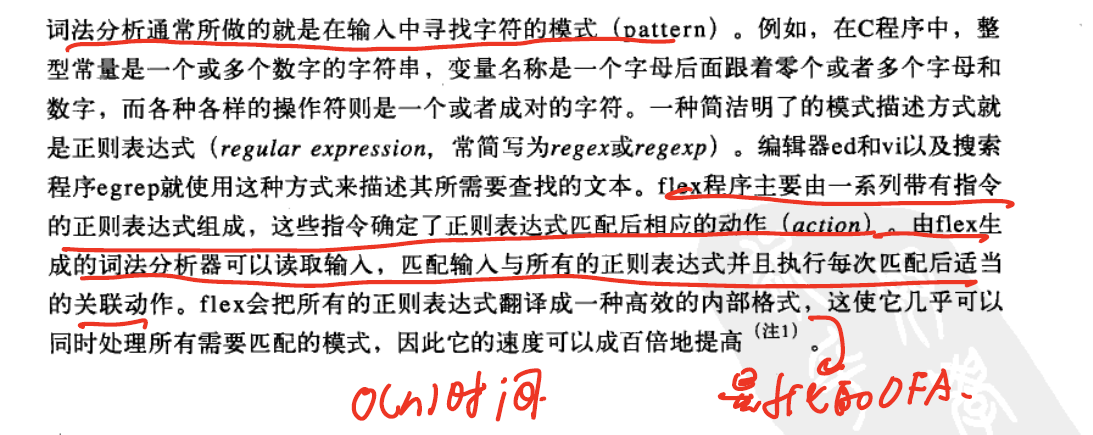 词法分析通常所做的就是在输入中寻找字符的模式（pattern）。例如，在C程序中，整
型常量是一个或多个数字的字符串，变量名称是一个字母后面跟着零个或者多个字母和
数字，而各种各样的操作符则是一个或者成对的字符。一种简洁明了的模式描述方式就
是正则表达式（regular expression，常简写为regex或regexp）。编辑器ed和vi以及搜索
程序egrep就使用这种方式来描述其所需要查找的文本。flex程序主要由一系列带有指令
的正则表达式组成，这些指令确定了正则表达式匹配后相应的动作（action）。由flex生
成的词法分析器可以读取输入，匹配输入与所有的正则表达式并且执行每次匹配后适当
的关联动作。flex会把所有的正则表达式翻译成一种高效的内部格式，这使它几乎可以
同时处理所有需要匹配的模式，因此它的速度可以成百倍地提高（注1）。
O(n)时间 DFA.